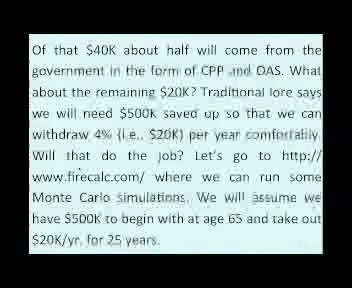 Of that $40K about half will come from the
government in the form of CPP and OAS. What
about the remaining $20K? Traditional lore says
we will need $500K saved up so that we can
withdraw 4% (i.e., $20K) per year comfortably.
Will that do the job? Let's go to http://
www.firecalc.com/ where we can run some
Monte Carlo simulations. We will assume we
have $500K to begin with at age 65 and take out
$20K/yr. for 25 years.